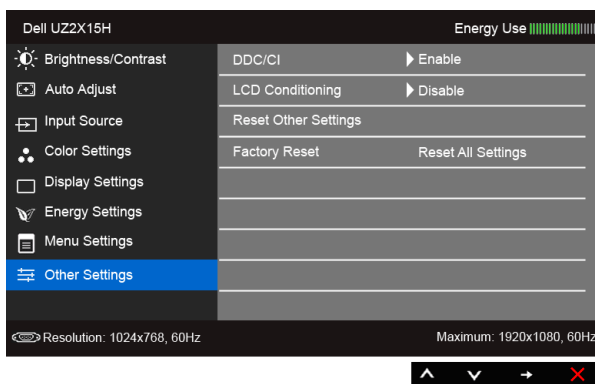 Dell UZ2X15H Energy Use
Brightness/Contrast DDC/CI Enable
Auto Adjust LCD Conditioning Disable
Input Source Reset Other Settings
Color Settings Factory Reset Reset All Settings
Display Settings
Energy Settings
Menu Settings
Other Settings
Resolution: 1024x768, 60Hz Maximum: 1920x1080, 60Hz